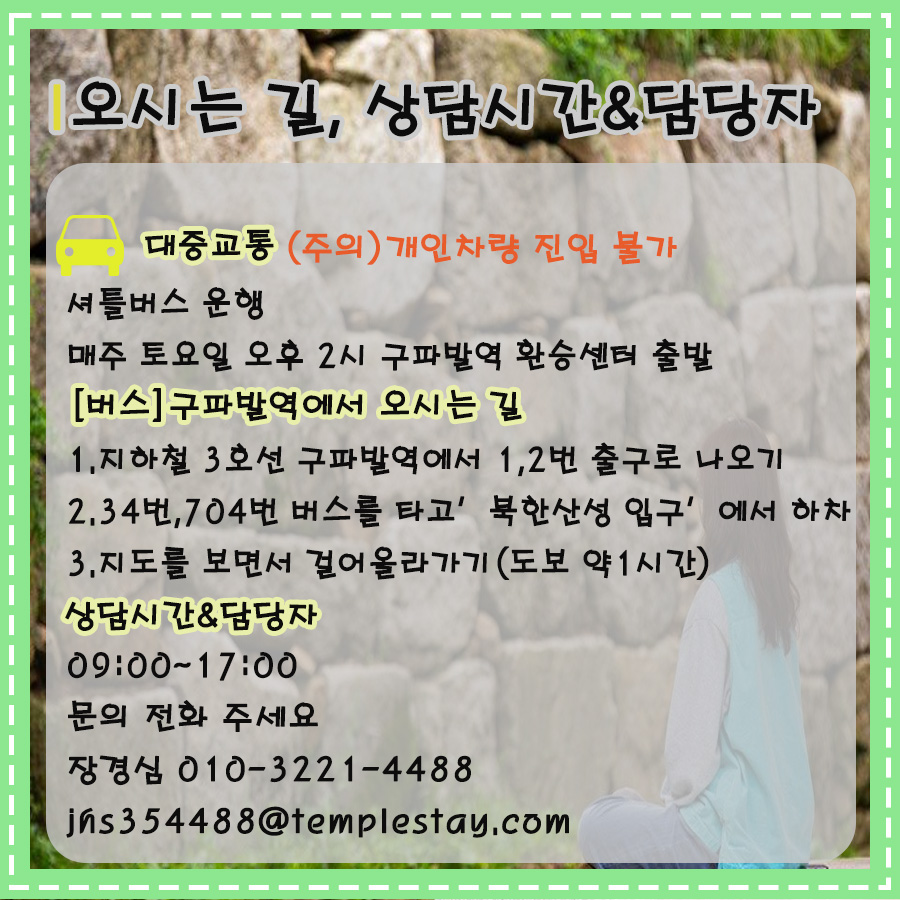 오시는 길, 상담시간&담당자
대중교통 (주의)개인차량 진입 불가
셔틀버스 운행
매주 토요일 오후 2시 구파발역 환승센터 출발
[버스]구파발역에서 오시는 길
1.지하철 3호선 구파발역에서 1,2번 출구로 나오기
2.34번,704번 버스를 타고' 북한산성 입구' 에서 하차
3.지도를 보면서 걸어올라가기(도보 약1시간)
상담시간&담당자
09:00~17:00
문의 전화 주세요
장경심 010-3221-4488
jhs354488@templestay.com